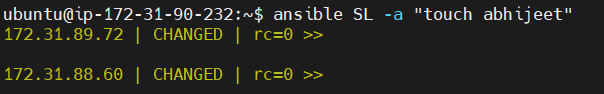 ubuntu@ip-172-31-90-232:~$ ansible SL -a "touch abhijeet"
172.31.89.72 | CHANGED | rc=0 >>
172.31.88.60 | CHANGED | rc=0 >>